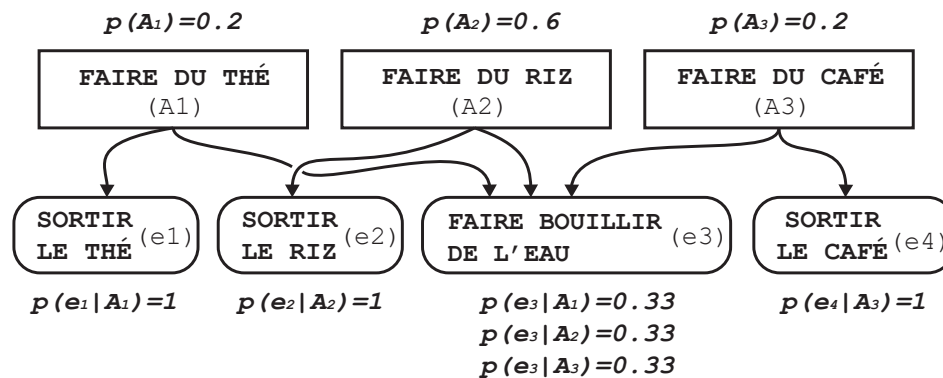 p(A₁)=0.2 p(A₂)=0.6 p(A₃)=0.2
FAIRE DU THÉ FAIRE DU RIZ FAIRE DU CAFÉ
(A1) (A2) (A3)
SORTIR LE THÉ (e1)
SORTIR LE RIZ (e2)
FAIRE BOUILLIR DE L'EAU (e3)
SORTIR LE CAFÉ (e4)
p(e₁|A₁)=1 p(e₂|A₂)=1 p(e₃|A₁)=0.33 p(e₄|A₃)=1
p(e₃|A₂)=0.33
p(e₃|A₃)=0.33